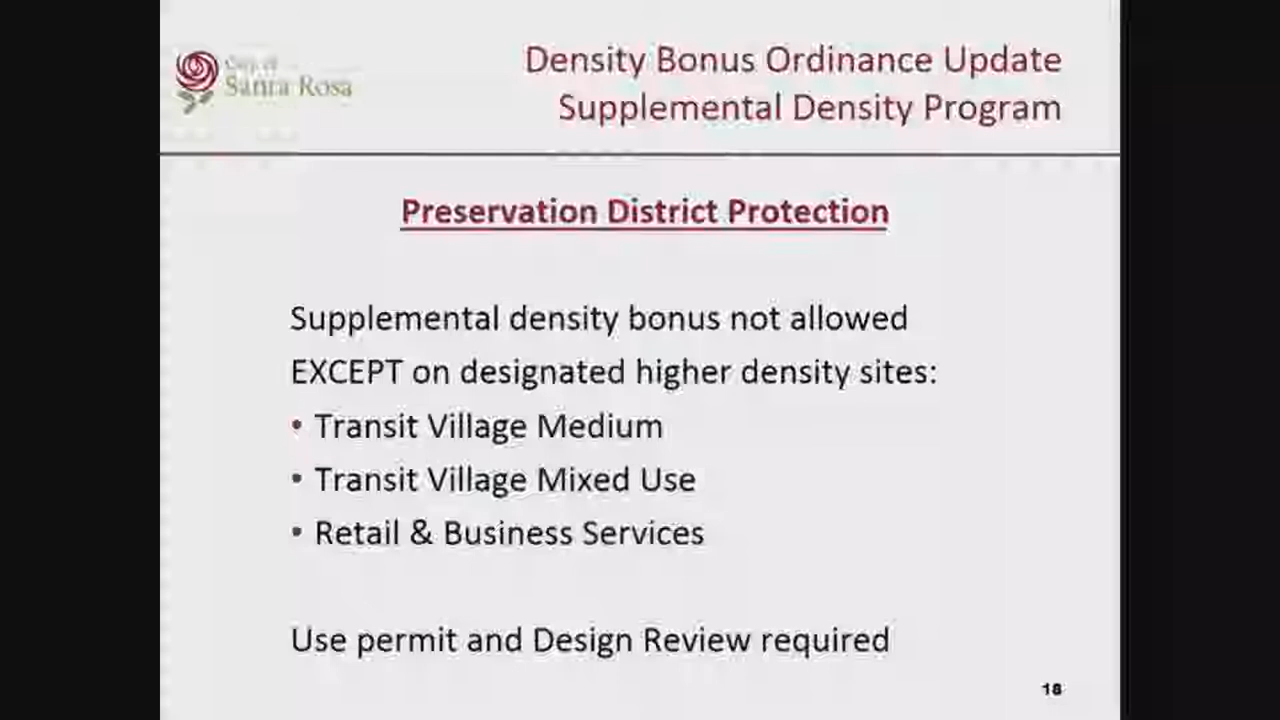 City of
Santa Rosa
Density Bonus Ordinance Update
Supplemental Density Program
Preservation District Protection
Supplemental density bonus not allowed
EXCEPT on designated higher density sites:
• Transit Village Medium
• Transit Village Mixed Use
• Retail & Business Services
Use permit and Design Review required
18